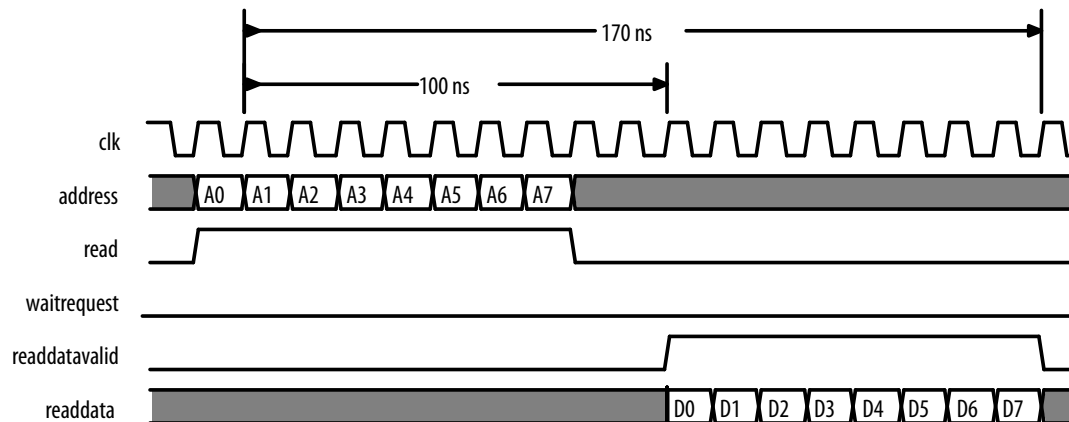 170 ns
100 ns
clk
address A0 A1 A2 A3 A4 A5 A6 A7
read
waitrequest
readdatavalid
readdata D0 D1 D2 D3 D4 D5 D6 D7